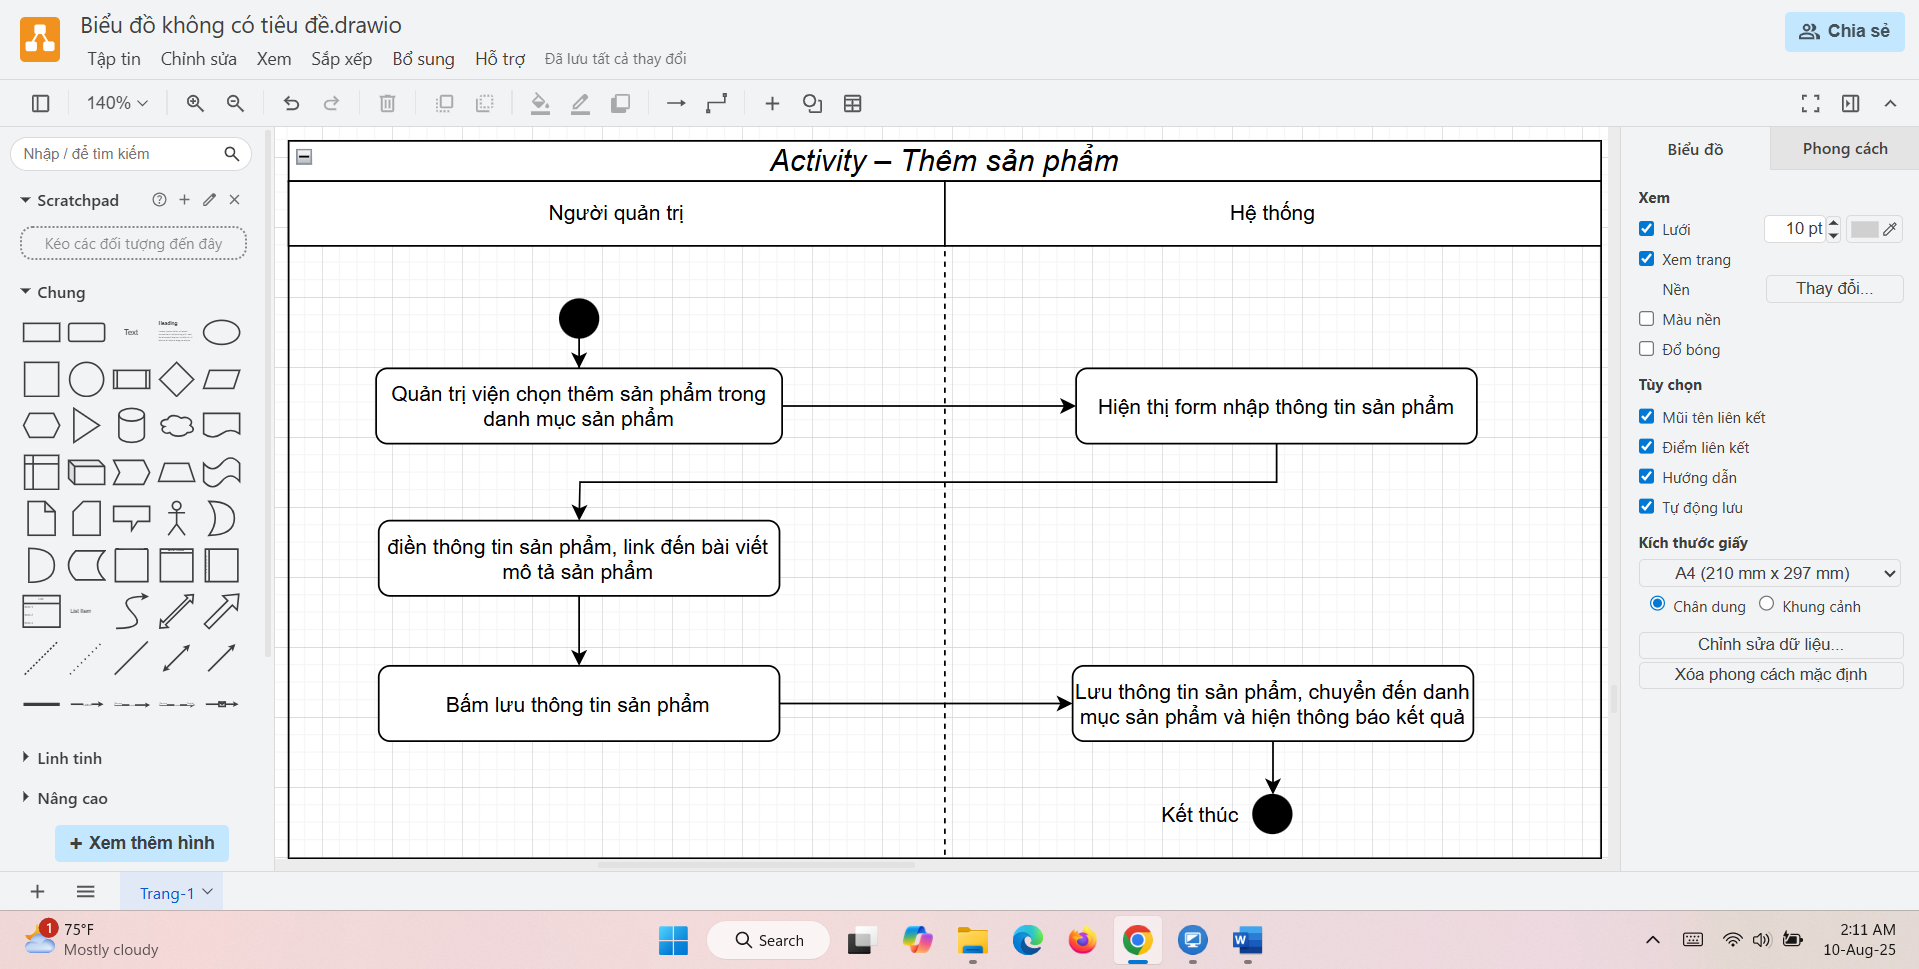 Biểu đồ không có tiêu đề.drawio
Tập tin Chỉnh sửa Xem Sắp xếp Bổ sung Hỗ trợ Đã lưu tất cả thay đổi
Chia sẻ
140%
Nhập / để tìm kiếm
Scratchpad
Kéo các đối tượng đến đây
Chung
Text
Heading
List Item
Linh tinh
Nâng cao
+ Xem thêm hình
Activity – Thêm sản phẩm
Người quản trị
Hệ thống
Quản trị viên chọn thêm sản phẩm trong
danh mục sản phẩm
Hiện thị form nhập thông tin sản phẩm
điền thông tin sản phẩm, link đến bài viết
mô tả sản phẩm
Bấm lưu thông tin sản phẩm
Lưu thông tin sản phẩm, chuyển đến danh
mục sản phẩm và hiện thông báo kết quả
Kết thúc
Biểu đồ
Phong cách
Xem
Lưới
10 pt
Xem trang
Nền
Thay đổi...
Màu nền
Đổ bóng
Tùy chọn
Mũi tên liên kết
Điểm liên kết
Hướng dẫn
Tự động lưu
Kích thước giấy
A4 (210 mm x 297 mm)
Chân dung Khung cảnh
Chỉnh sửa dữ liệu...
Xóa phong cách mặc định
Trang-1
1
75°F
Mostly cloudy
Search
2:11 AM
10-Aug-25